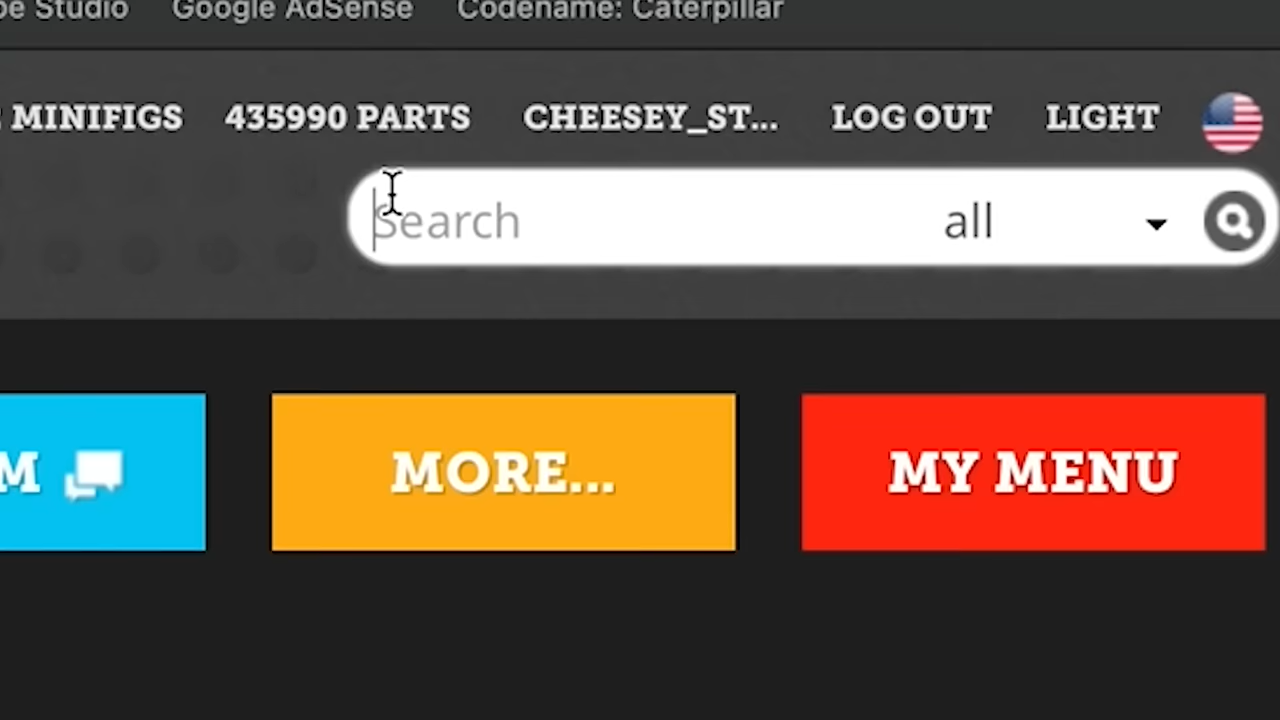 Studio Google AdSense Codename: Caterpillar
MINIFIGS 435990 PARTS CHEESEY_ST... LOG OUT LIGHT
Search all
M MORE... MY MENU